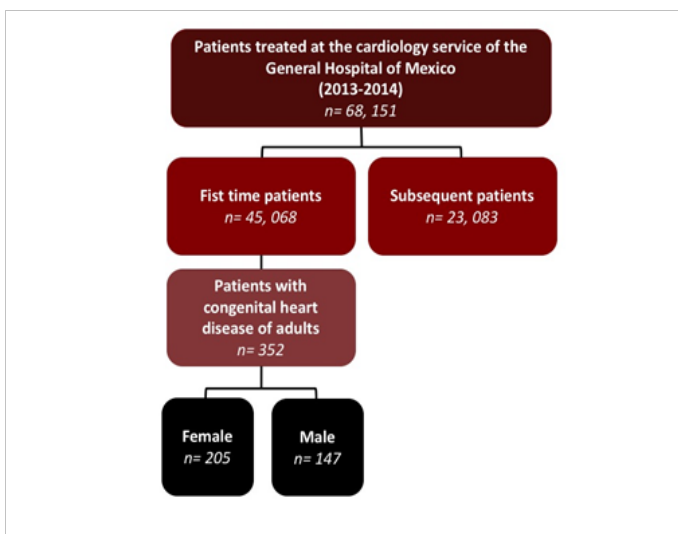 Patients treated at the cardiology service of the
General Hospital of Mexico
(2013-2014)
n= 68, 151
Fist time patients
n= 45, 068
Subsequent patients
n= 23, 083
Patients with
congenital heart
disease of adults
n= 352
Female
n= 205
Male
n= 147